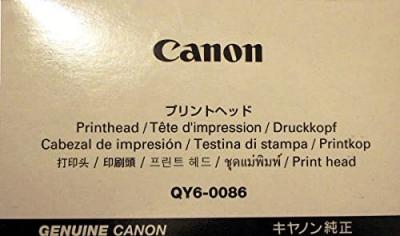 Canon
プリントヘッド
Printhead / Tête d'impression / Druckkopf
Cabezal de impresión / Testina di stampa / Printkop
打印头 / 印刷頭 / 프린트 헤드 / ชุดแม่พิมพ์ / Print head
QY6-0086
GENUINE CANON キヤノン純正